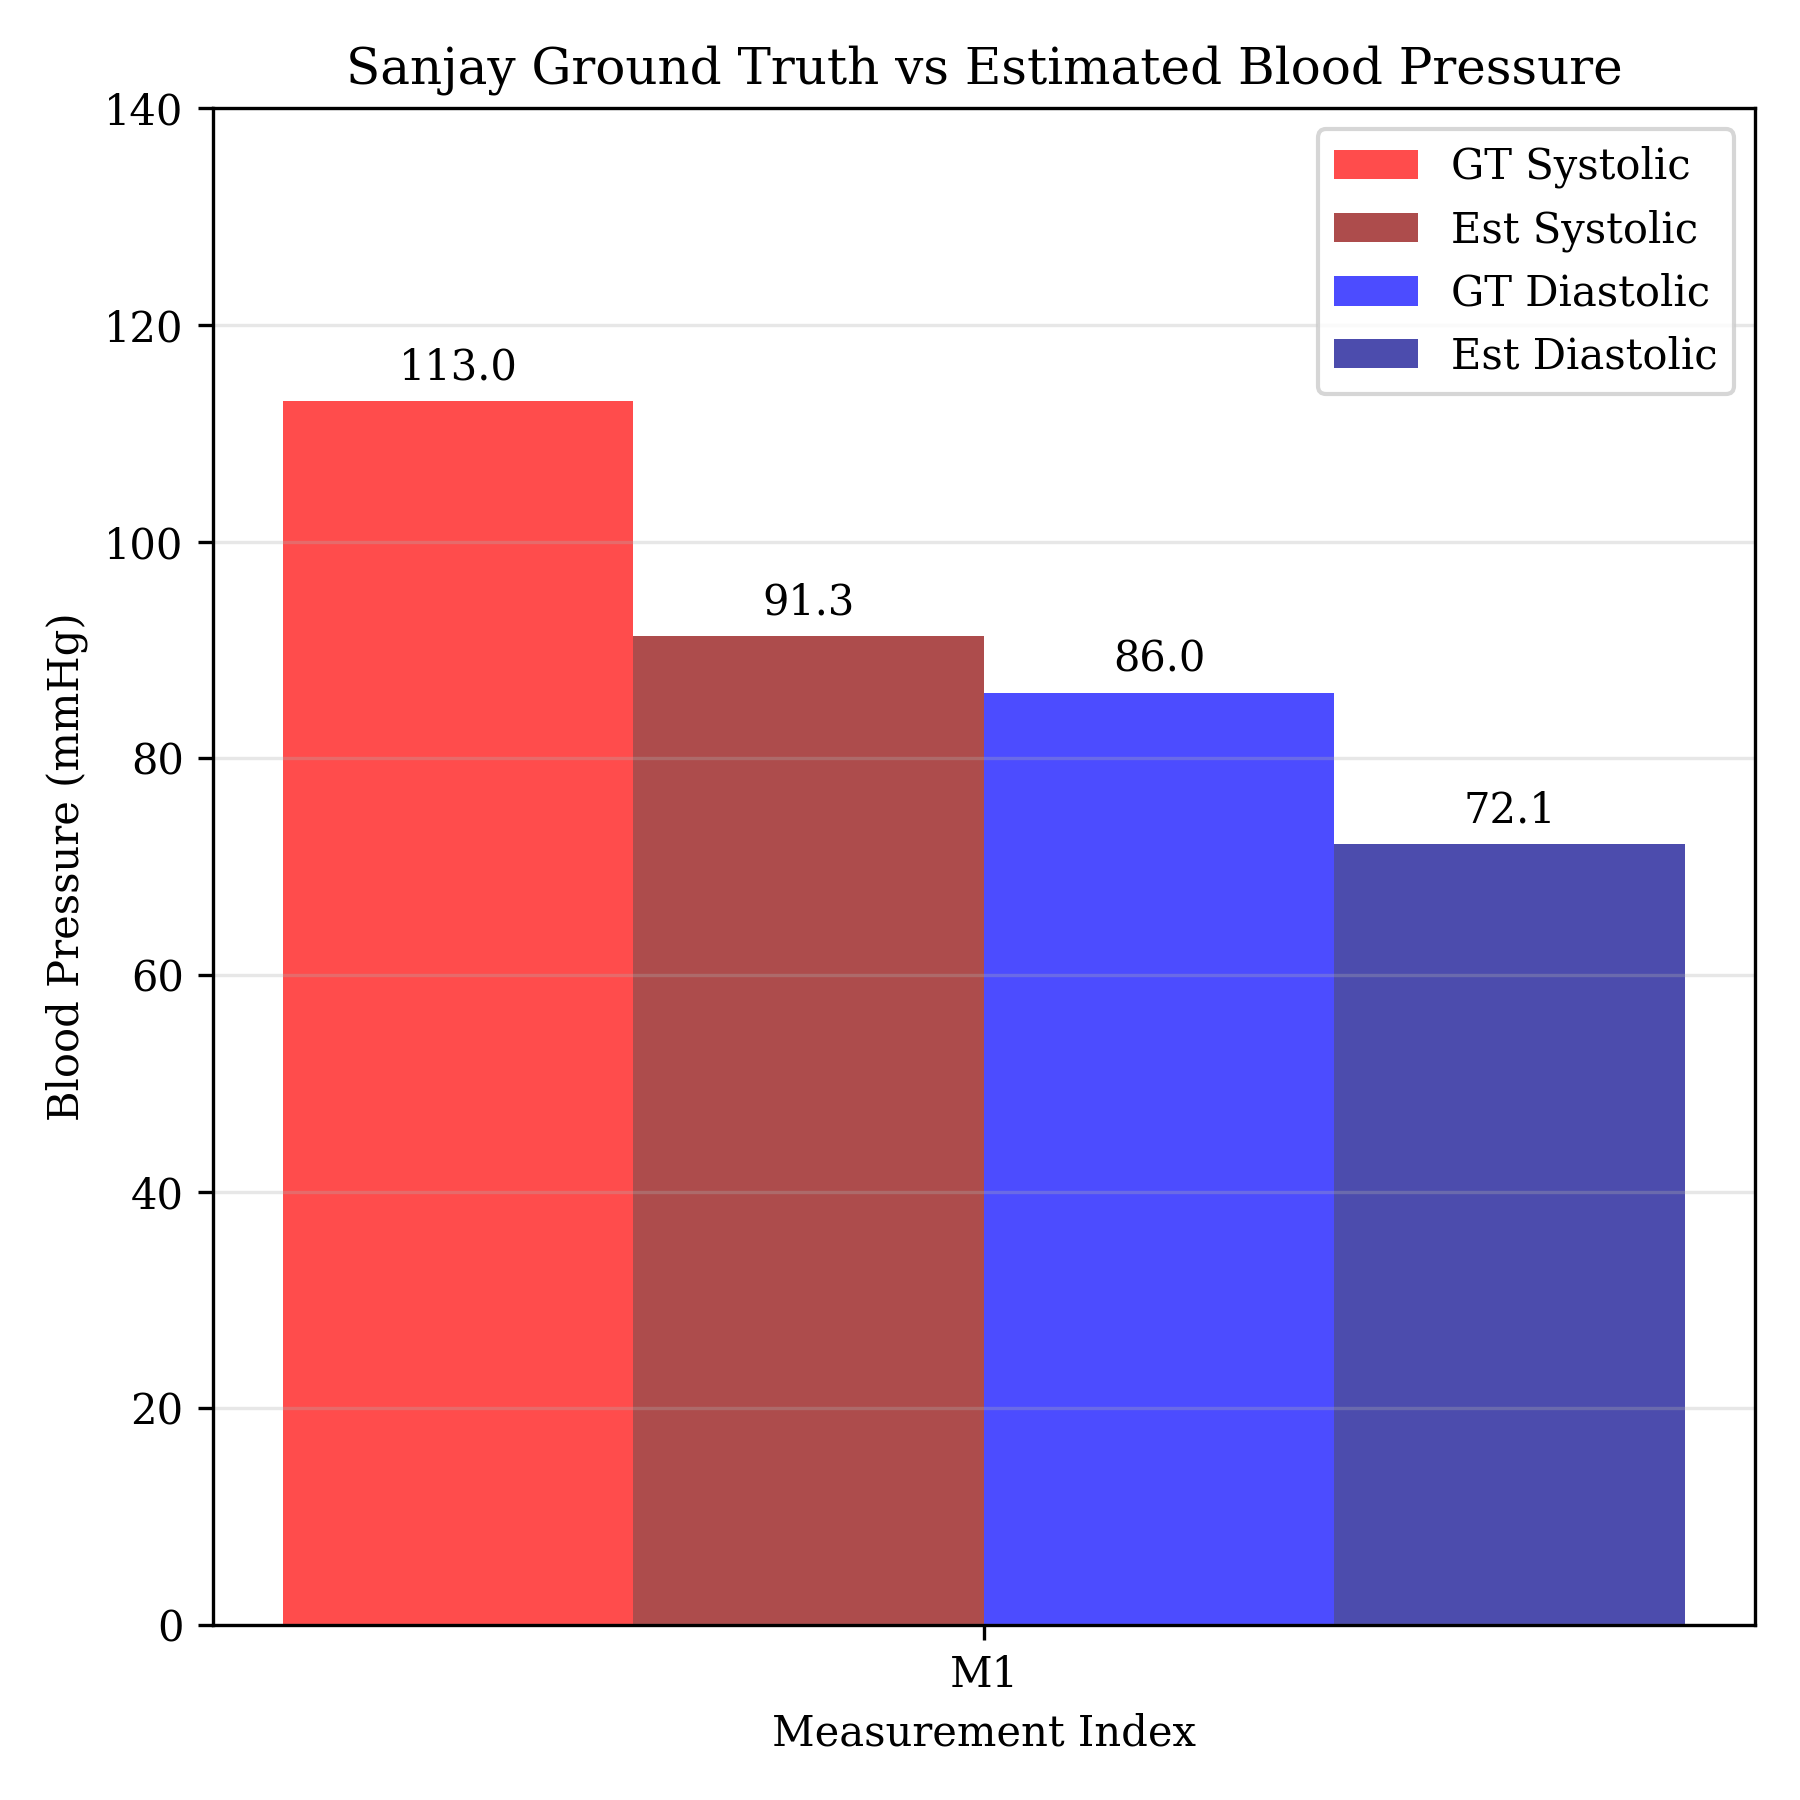 Sanjay Ground Truth vs Estimated Blood Pressure
140
120
100
80
60
40
20
0
Blood Pressure (mmHg)
GT Systolic
Est Systolic
GT Diastolic
Est Diastolic
113.0
91.3
86.0
72.1
M1
Measurement Index